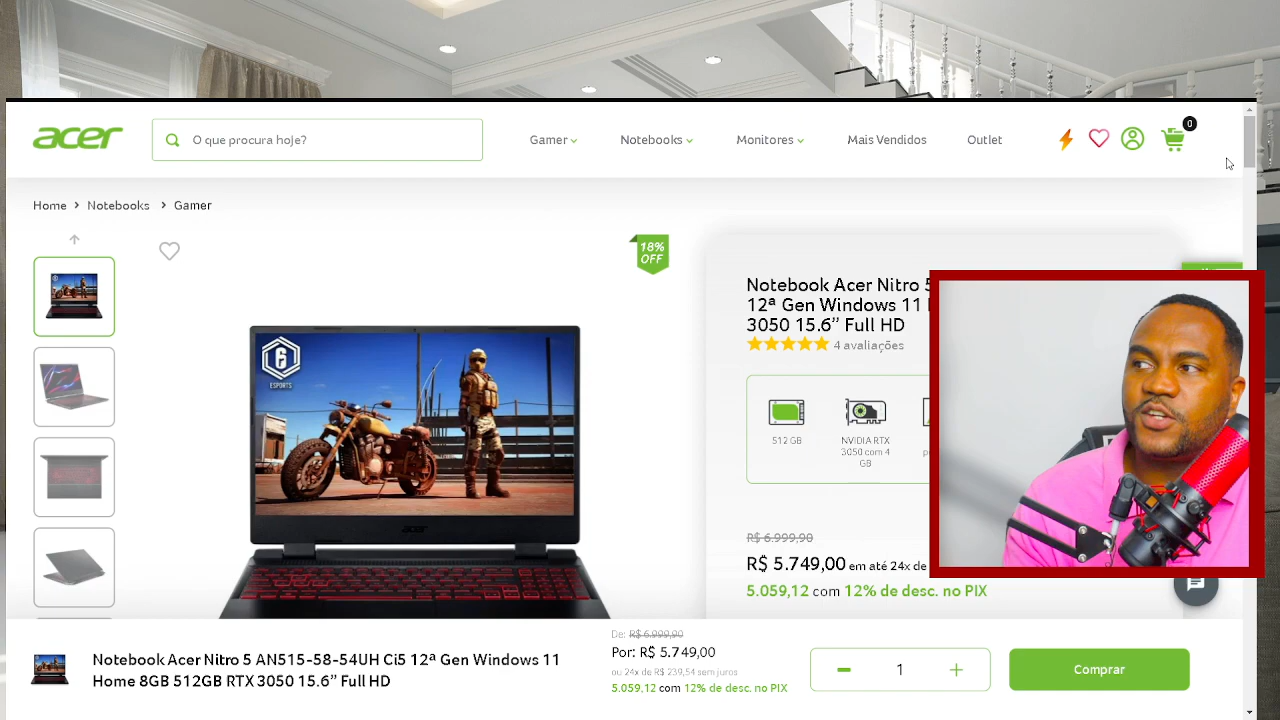 acer
O que procura hoje?
Gamer
Notebooks
Monitores
Mais Vendidos
Outlet
0
Home > Notebooks > Gamer
18%
OFF
6
ESPORTS
acer
Notebook Acer Nitro
12ª Gen Windows 11
3050 15.6” Full HD
4 avaliações
512 GB
NVIDIA RTX
3050 com 4
GB
R$ 6.999,90
R$ 5.749,00 em até 24x de
5.059,12 com 12% de desc. no PIX
Notebook Acer Nitro 5 AN515-58-54UH Ci5 12ª Gen Windows 11
Home 8GB 512GB RTX 3050 15.6” Full HD
De: R$ 6.999,90
Por: R$ 5.749,00
ou 24x de R$ 239,54 sem juros
5.059,12 com 12% de desc. no PIX
1
Comprar